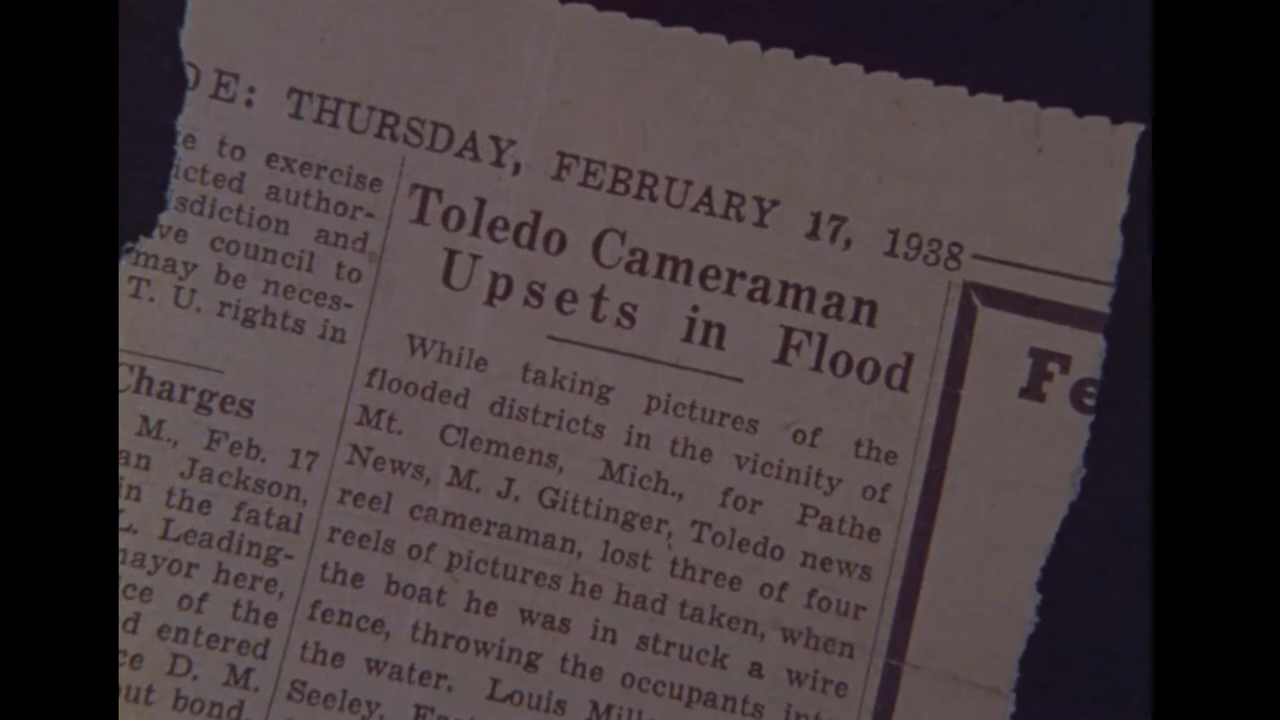 DE: THURSDAY, FEBRUARY 17, 1938
e to exercise
icted author-
sdiction and
ve council to
may be neces-
T. U. rights in
Charges
M., Feb. 17
an Jackson,
in the fatal
L. Leading-
mayor here,
ce of the
d entered
ce D. M.
out bond.
Toledo Cameraman
Upsets in Flood
While taking pictures of the
flooded districts in the vicinity of
Mt. Clemens, Mich., for Pathe
News, M. J. Gittinger, Toledo news
reel cameraman, lost three of four
reels of pictures he had taken, when
the boat he was in struck a wire
fence, throwing the occupants into
the water. Louis
Seeley,
Fe